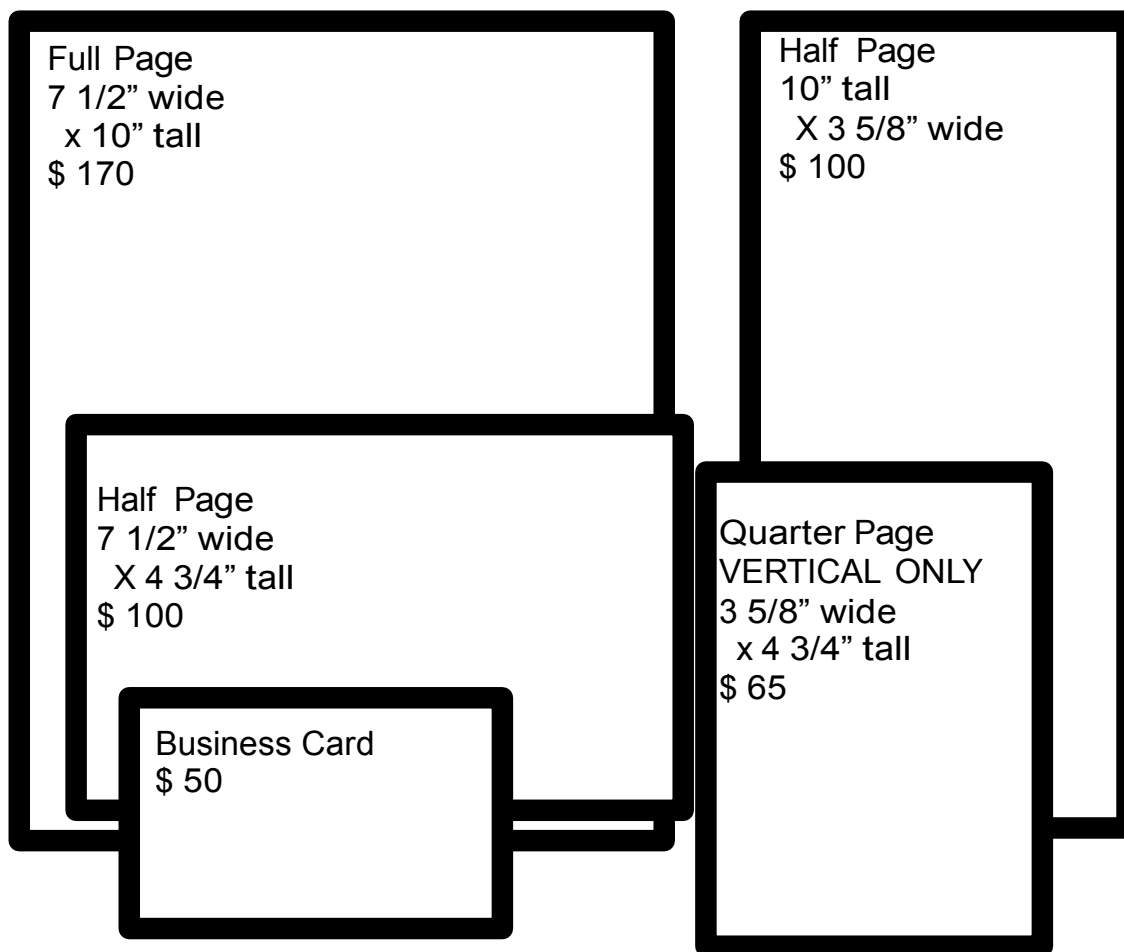 Full Page
7 1/2” wide
x 10” tall
$ 170
Half Page
10” tall
X 3 5/8” wide
$ 100
Half Page
7 1/2” wide
X 4 3/4” tall
$ 100
Quarter Page
VERTICAL ONLY
3 5/8” wide
x 4 3/4” tall
$ 65
Business Card
$ 50